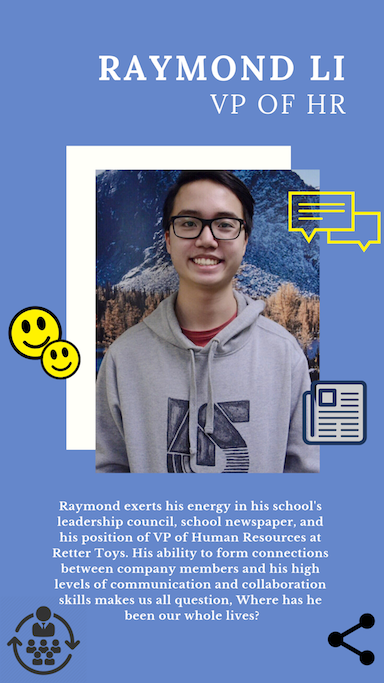 RAYMOND LI
VP OF HR
Raymond exerts his energy in his school's
leadership council, school newspaper, and
his position of VP of Human Resources at
Retter Toys. His ability to form connections
between company members and his high
levels of communication and collaboration
skills makes us all question, Where has he
been our whole lives?